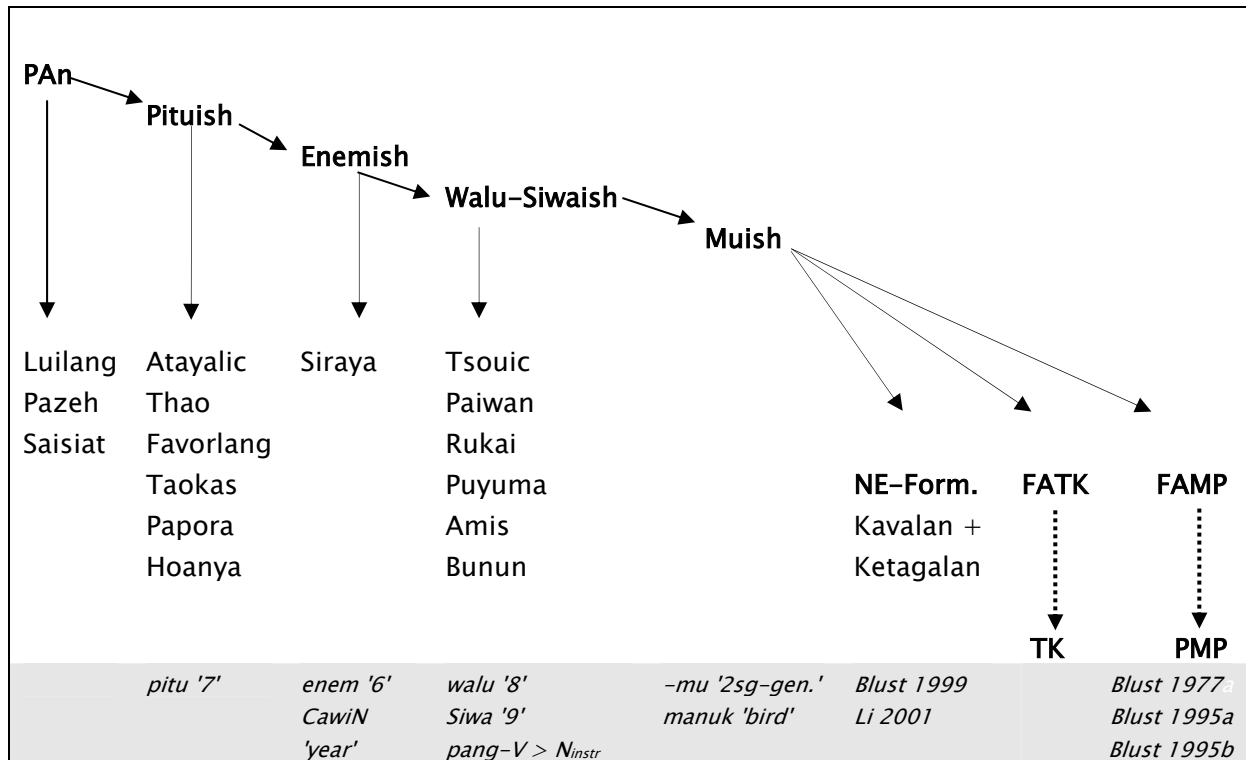 PAn
Pituish
Enemish
Walu-Siwaish
Muish
Luilang Atayalic Siraya Tsouic
Pazeh Thao Paiwan
Saisiat Favorlang Rukai
Taokas Puyuma NE-Form. FATK FAMP
Papora Amis Kavalan +
Hoanya Bunun Ketagalan
TK PMP
pitu '7' enem '6' walu '8' -mu '2sg-gen.' Blust 1999 Blust 1977a
CawiN Siwa '9' manuk 'bird' Li 2001 Blust 1995a
'year' pang-V > Ninstr Blust 1995b